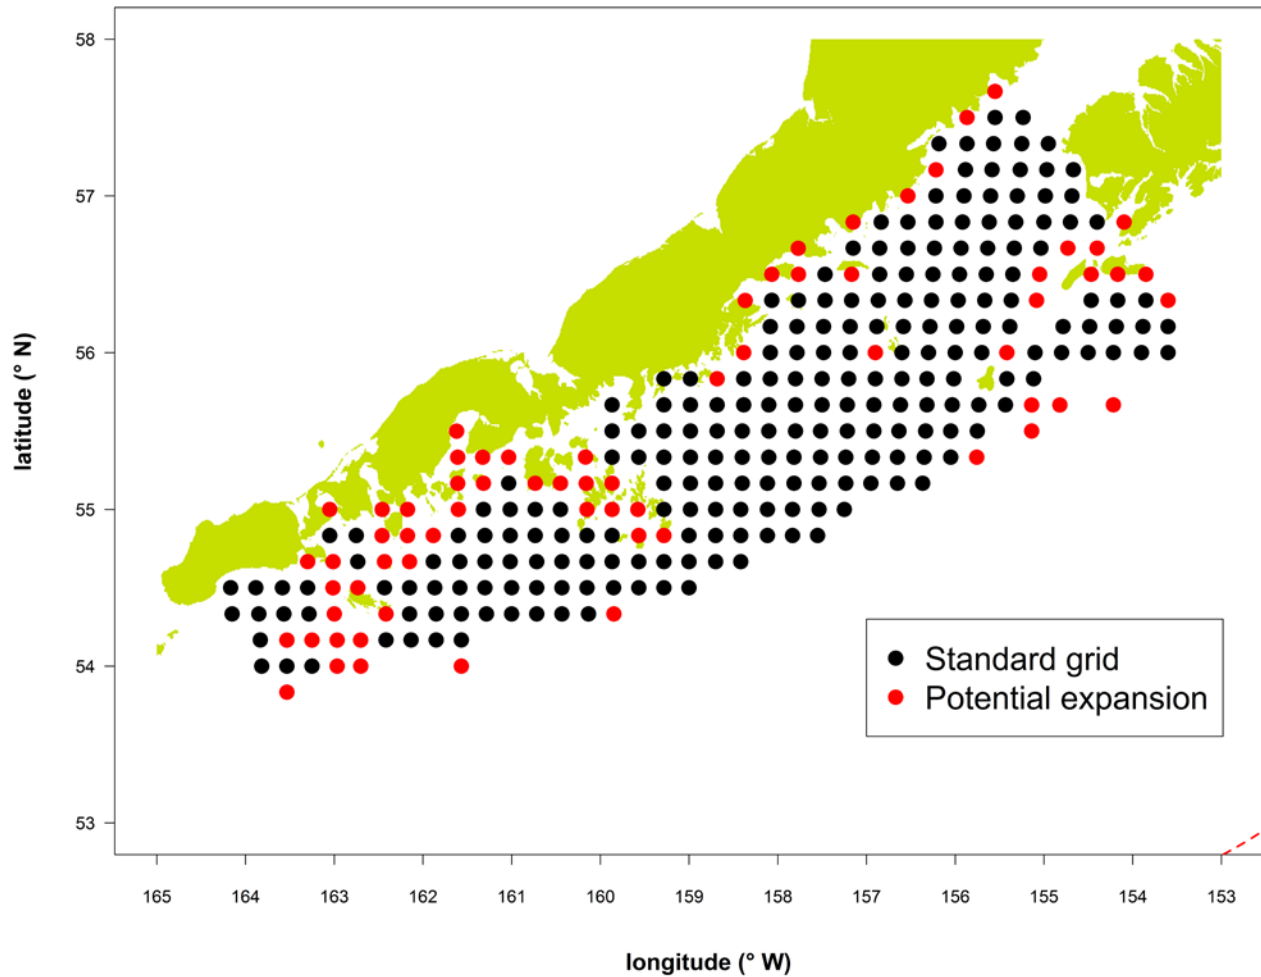 58
57
56
55
54
53
latitude (° N)
Standard grid
Potential expansion
165 164 163 162 161 160 159 158 157 156 155 154 153
longitude (° W)